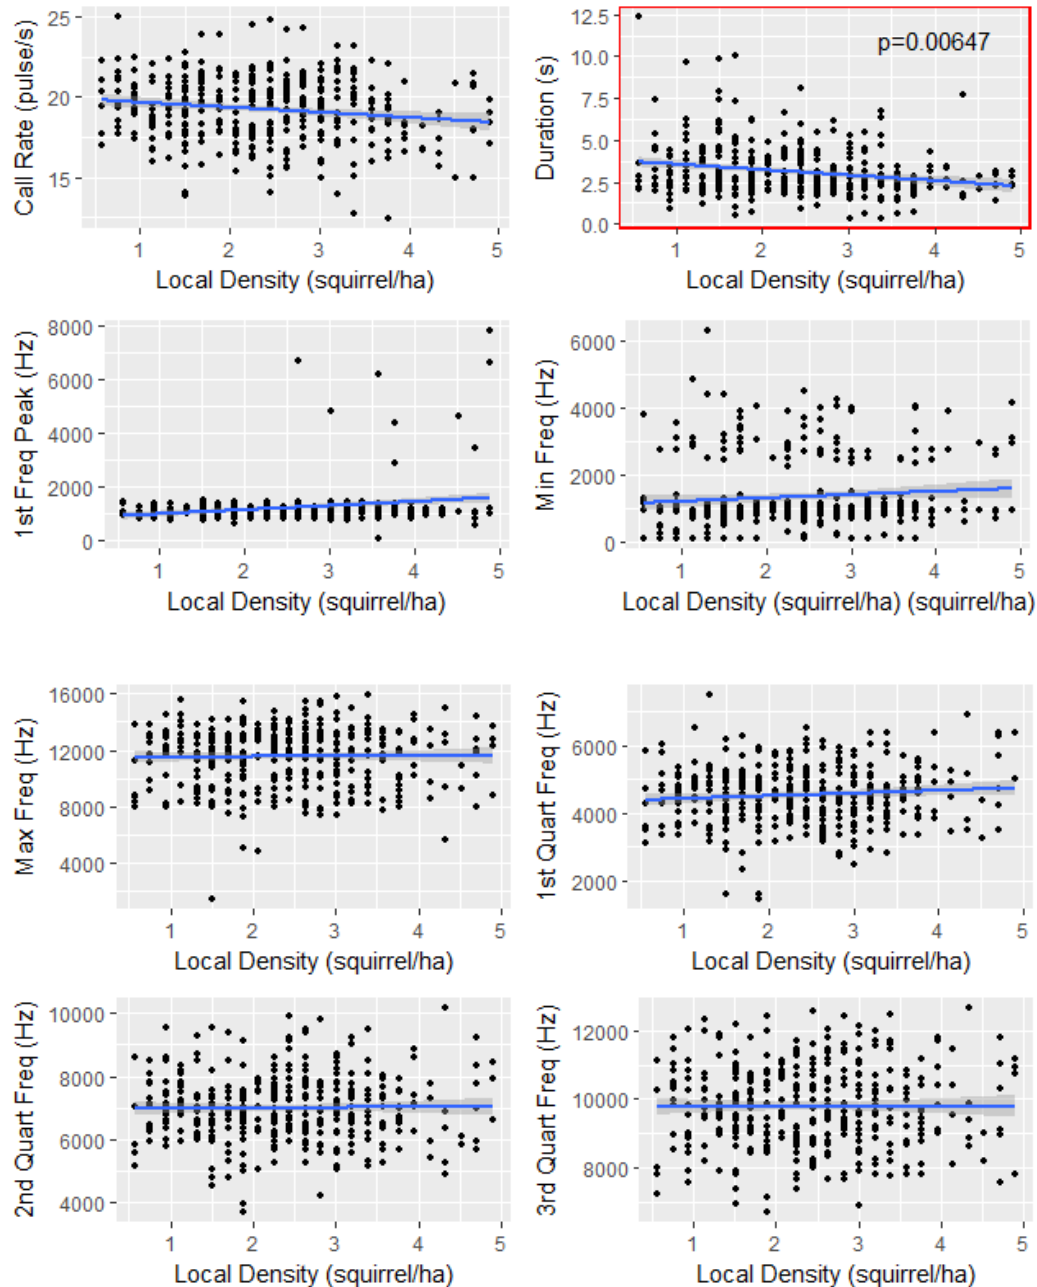 Call Rate (pulse/s)
25
20
15
1 2 3 4 5
Local Density (squirrel/ha)
Duration (s)
12.5
10.0
7.5
5.0
2.5
0.0
p=0.00647
1 2 3 4 5
Local Density (squirrel/ha)
1st Freq Peak (Hz)
8000
6000
4000
2000
0
1 2 3 4 5
Local Density (squirrel/ha)
Min Freq (Hz)
6000
4000
2000
0
1 2 3 4 5
Local Density (squirrel/ha) (squirrel/ha)
Max Freq (Hz)
16000
12000
8000
4000
1 2 3 4 5
Local Density (squirrel/ha)
1st Quart Freq (Hz)
6000
4000
2000
1 2 3 4 5
Local Density (squirrel/ha)
2nd Quart Freq (Hz)
10000
8000
6000
4000
1 2 3 4 5
Local Density (squirrel/ha)
3rd Quart Freq (Hz)
12000
10000
8000
1 2 3 4 5
Local Density (squirrel/ha)